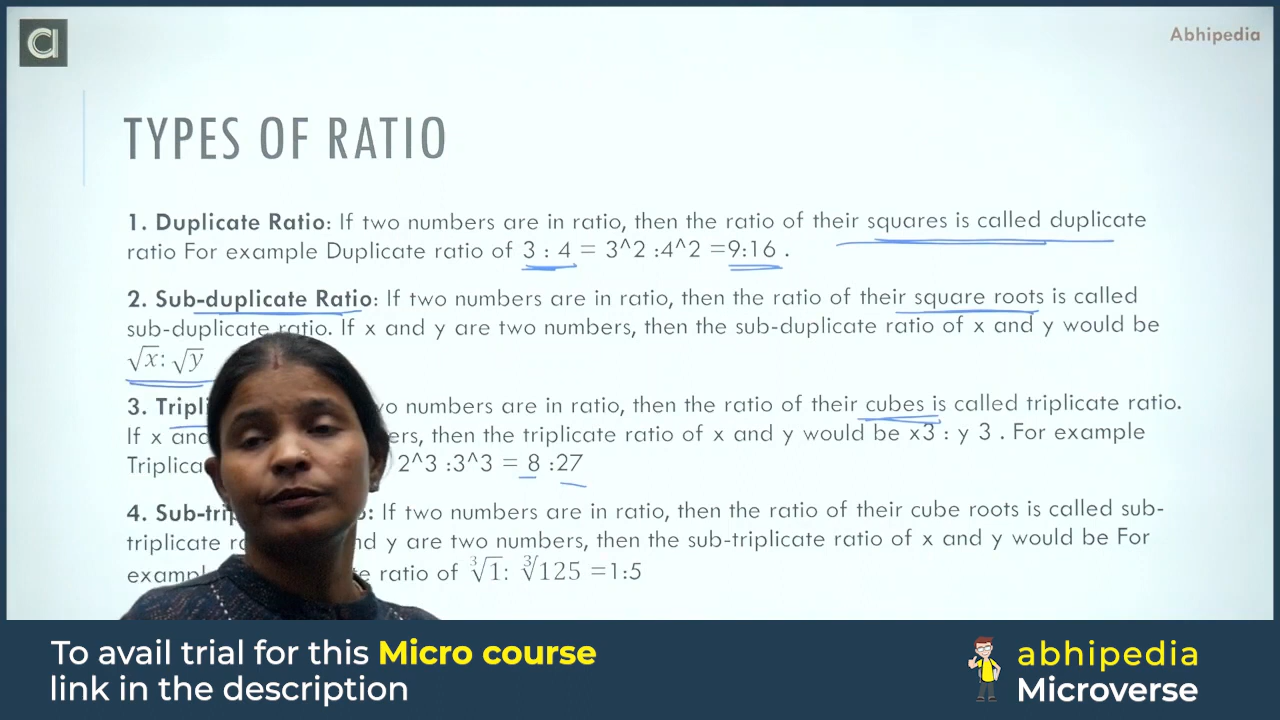 Abhipedia
TYPES OF RATIO
1. Duplicate Ratio: If two numbers are in ratio, then the ratio of their squares is called duplicate
ratio For example Duplicate ratio of 3 : 4 = 3^2 :4^2 =9:16 .
2. Sub-duplicate Ratio: If two numbers are in ratio, then the ratio of their square roots is called
sub-duplicate ratio. If x and y are two numbers, then the sub-duplicate ratio of x and y would be
√x: √y
3. numbers are in ratio, then the ratio of their cubes is called triplicate ratio.
If x and then the triplicate ratio of x and y would be x3 : y 3 . For example
2^3 :3^3 = 8 :27
4. If two numbers are in ratio, then the ratio of their cube roots is called sub-
triplicate y are two numbers, then the sub-triplicate ratio of x and y would be For
ratio of ∛1: ∛125 =1:5
To avail trial for this Micro course
link in the description
abhipedia
Microverse